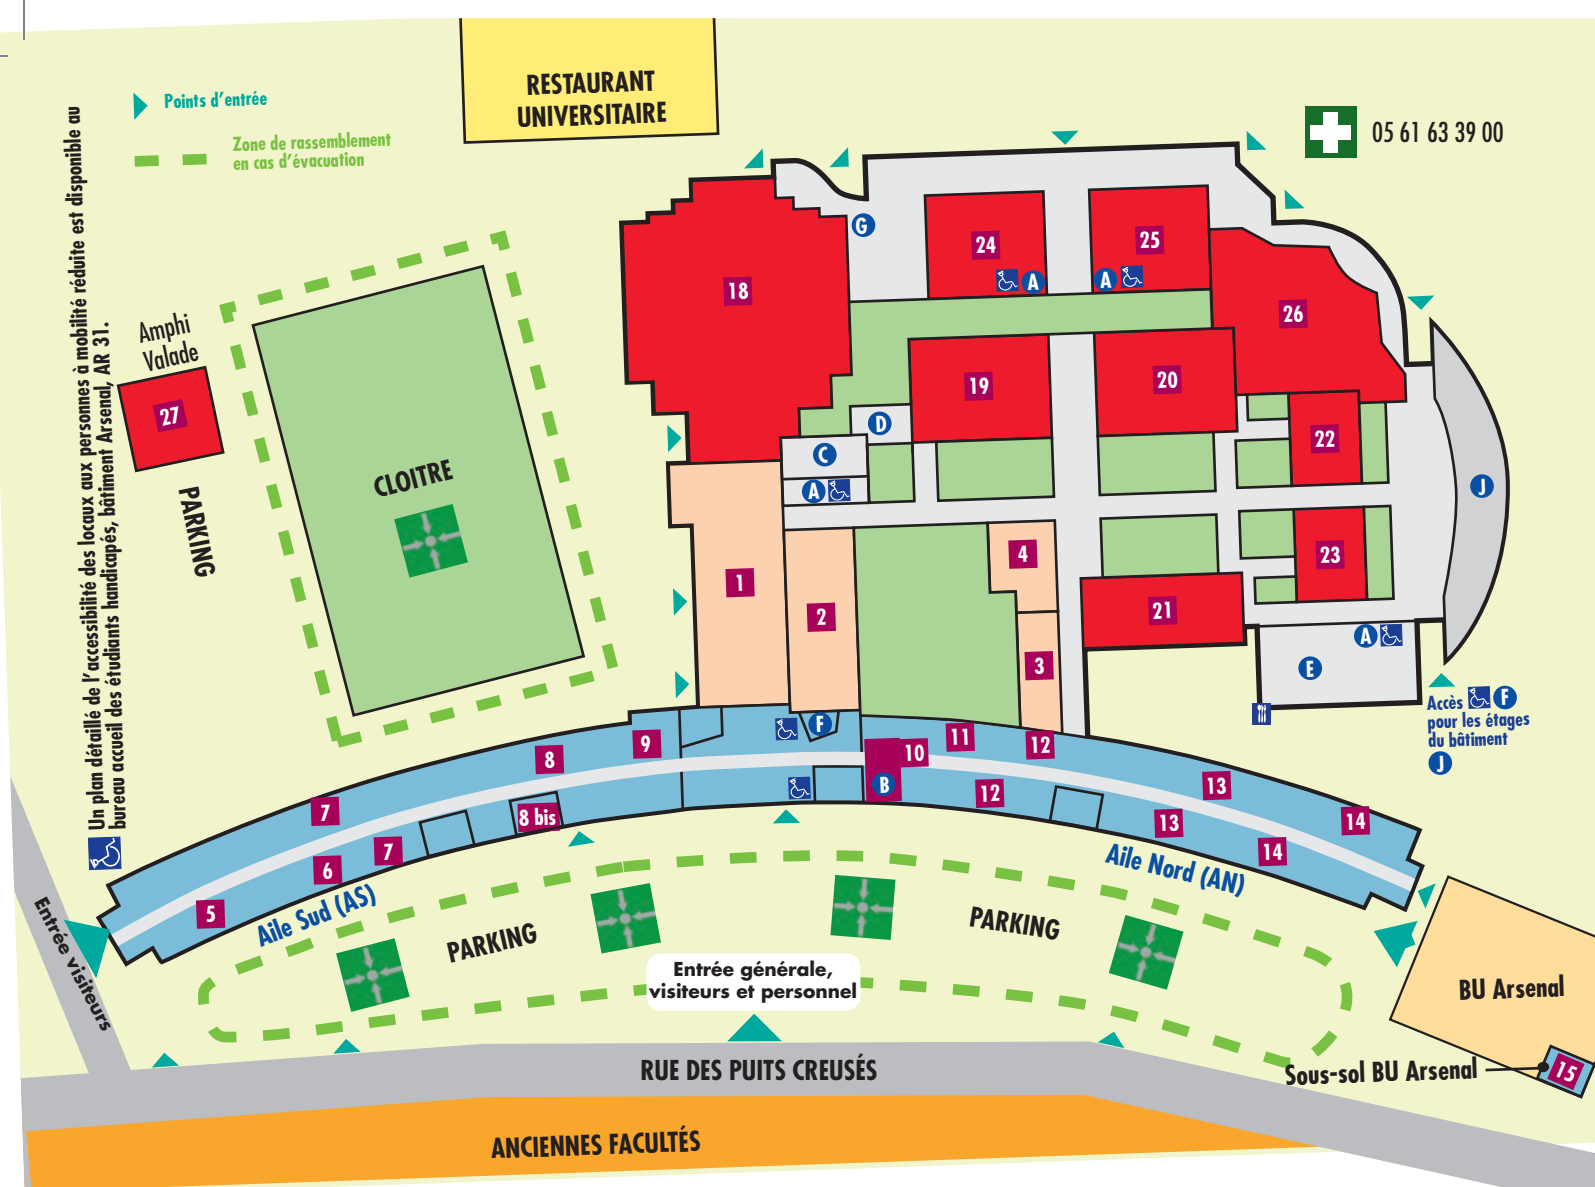 RESTAURANT
UNIVERSITAIRE
Points d'entrée
Zone de rassemblement
en cas d'évacuation
05 61 63 39 00
Un plan détaillé de l'accessibilité des locaux aux personnes à mobilité réduite est disponible au
bureau accueil des étudiants handicapés, bâtiment Arsenal, AR 31.
Amphi
Valade
27
PARKING
CLOITRE
18
G
24
A
25
A
26
19
20
D
C
A
22
J
1
2
4
3
21
23
A
E
Accès F
pour les étages
du bâtiment
J
F
9
8
7
8 bis
7
6
5
10
B
11
12
12
13
13
14
14
Aile Sud (AS)
Aile Nord (AN)
PARKING
PARKING
Entrée visiteurs
Entrée générale,
visiteurs et personnel
BU Arsenal
Sous-sol BU Arsenal
15
RUE DES PUITS CREUSÉS
ANCIENNES FACULTÉS